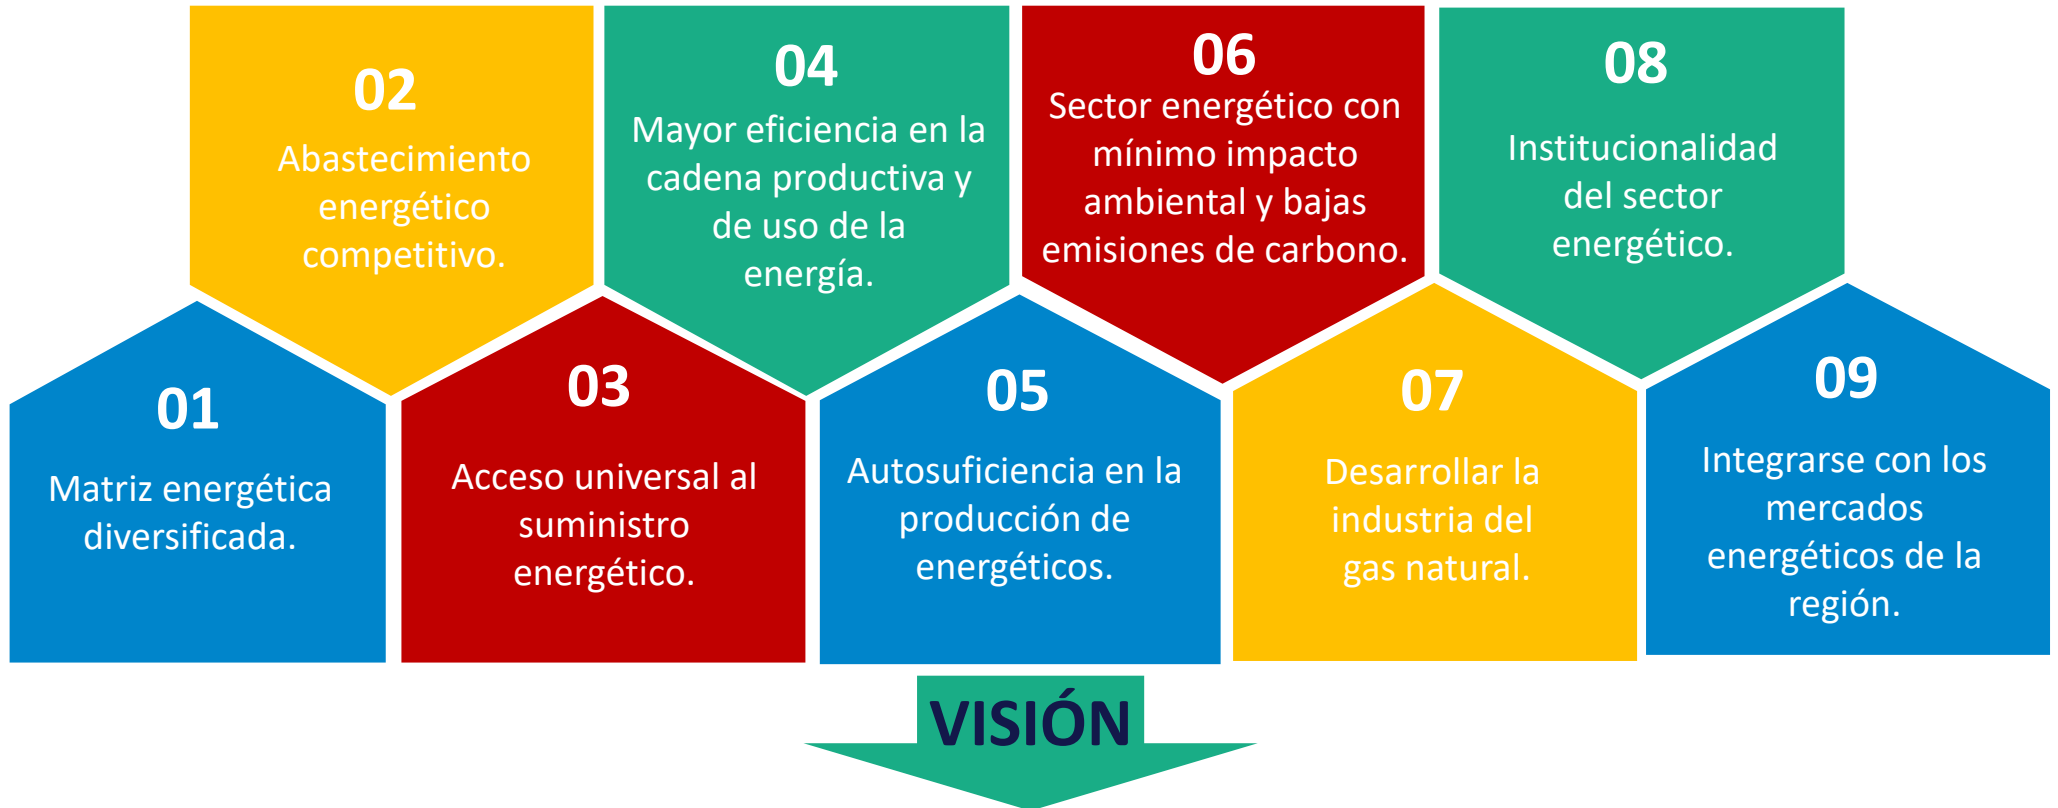 01
Matriz energética
diversificada.
02
Abastecimiento
energético
competitivo.
03
Acceso universal al
suministro
energético.
04
Mayor eficiencia en la
cadena productiva y
de uso de la
energía.
05
Autosuficiencia en la
producción de
energéticos.
06
Sector energético con
mínimo impacto
ambiental y bajas
emisiones de carbono.
07
Desarrollar la
industria del
gas natural.
08
Institucionalidad
del sector
energético.
09
Integrarse con los
mercados
energéticos de la
región.
VISIÓN